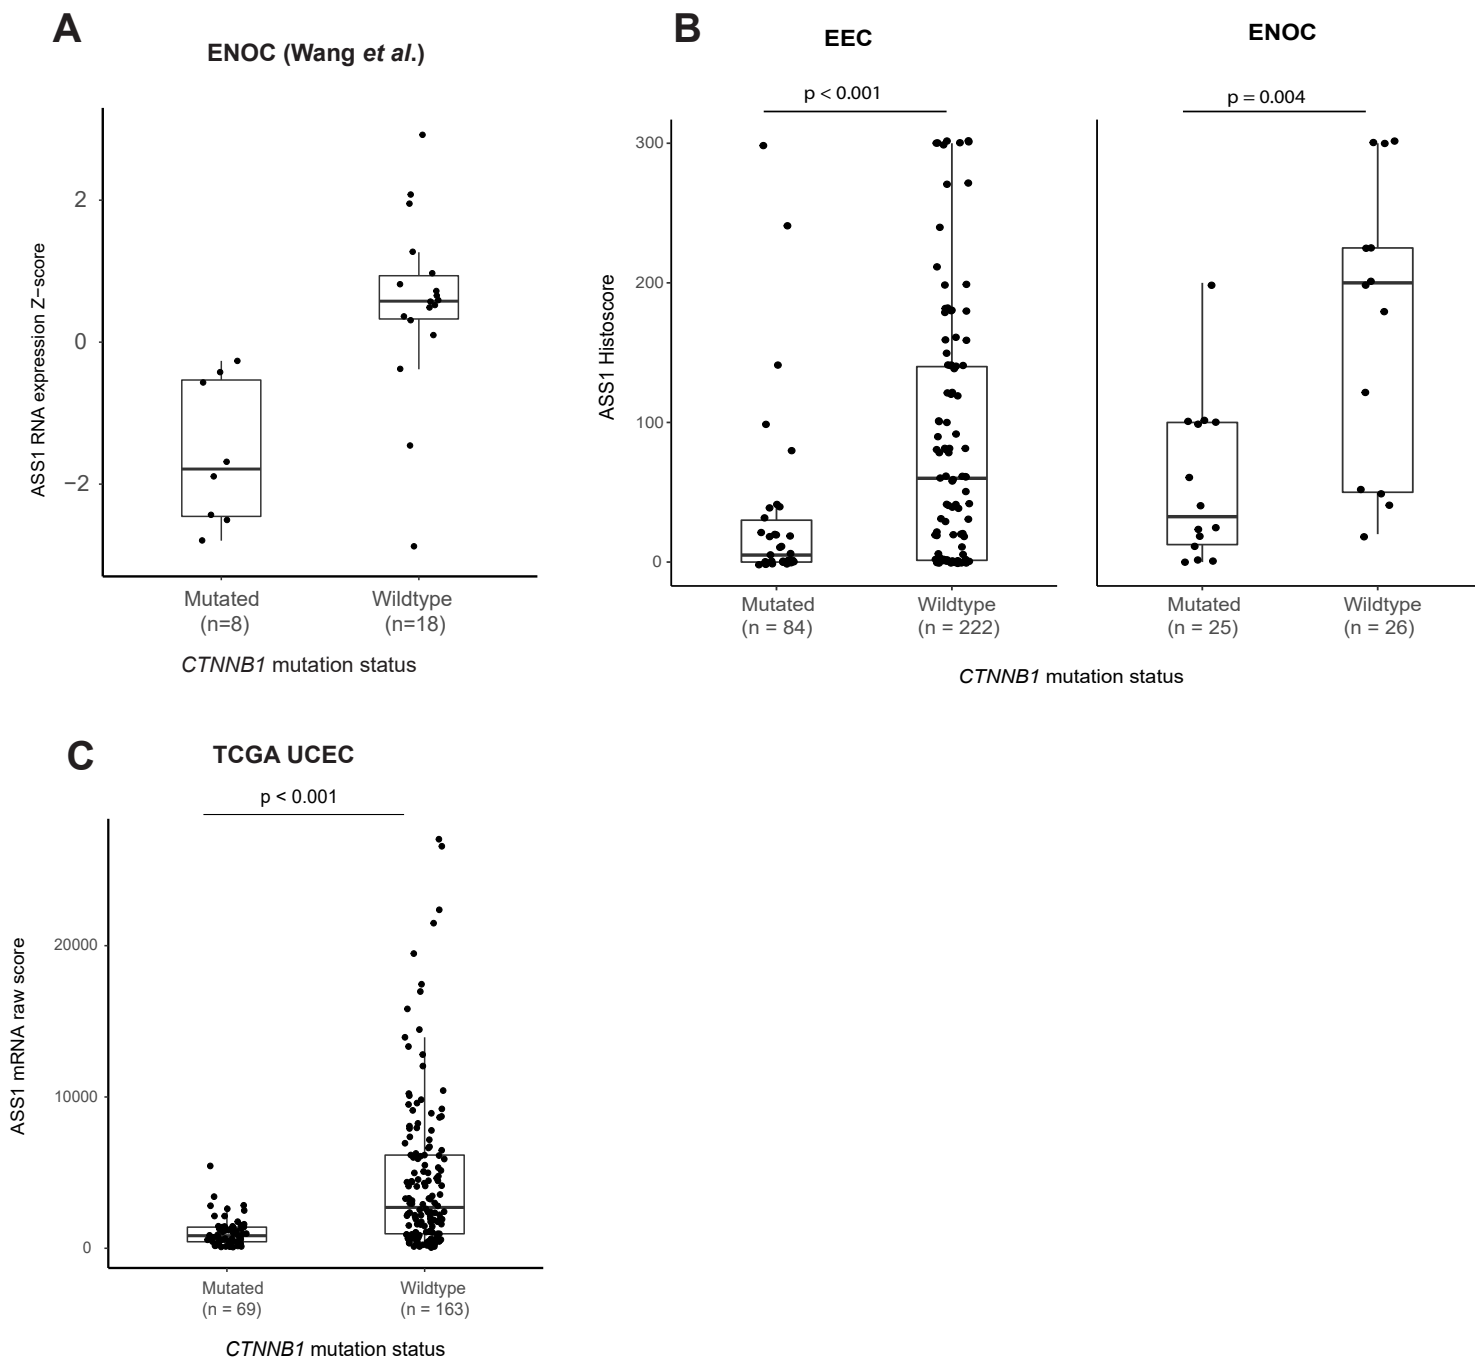 A
ENOC (Wang et al.)
ASS1 RNA expression Z−score
2
0
−2
Mutated
(n=8)
Wildtype
(n=18)
CTNNB1 mutation status
B
EEC
ENOC
p < 0.001
p = 0.004
ASS1 Histoscore
300
200
100
0
Mutated
(n = 84)
Wildtype
(n = 222)
Mutated
(n = 25)
Wildtype
(n = 26)
CTNNB1 mutation status
C
TCGA UCEC
p < 0.001
ASS1 mRNA raw score
20000
10000
0
Mutated
(n = 69)
Wildtype
(n = 163)
CTNNB1 mutation status